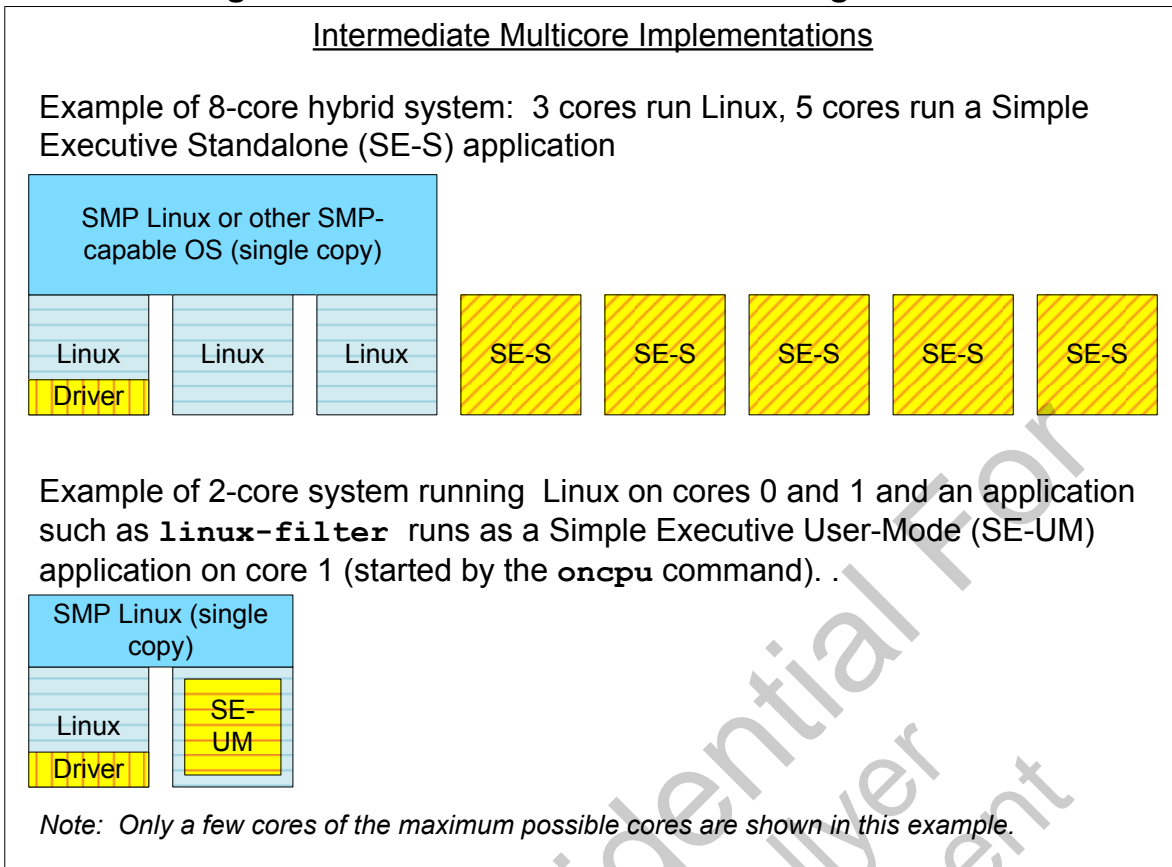 Intermediate Multicore Implementations
Example of 8-core hybrid system:  3 cores run Linux, 5 cores run a Simple
Executive Standalone (SE-S) application
SMP Linux or other SMP-
capable OS (single copy)
Linux
Driver
Linux
Linux
SE-S
SE-S
SE-S
SE-S
SE-S
Example of 2-core system running  Linux on cores 0 and 1 and an application
such as linux-filter  runs as a Simple Executive User-Mode (SE-UM)
application on core 1 (started by the oncpu command). .
SMP Linux (single
copy)
Linux
Driver
SE-
UM
Note:  Only a few cores of the maximum possible cores are shown in this example.